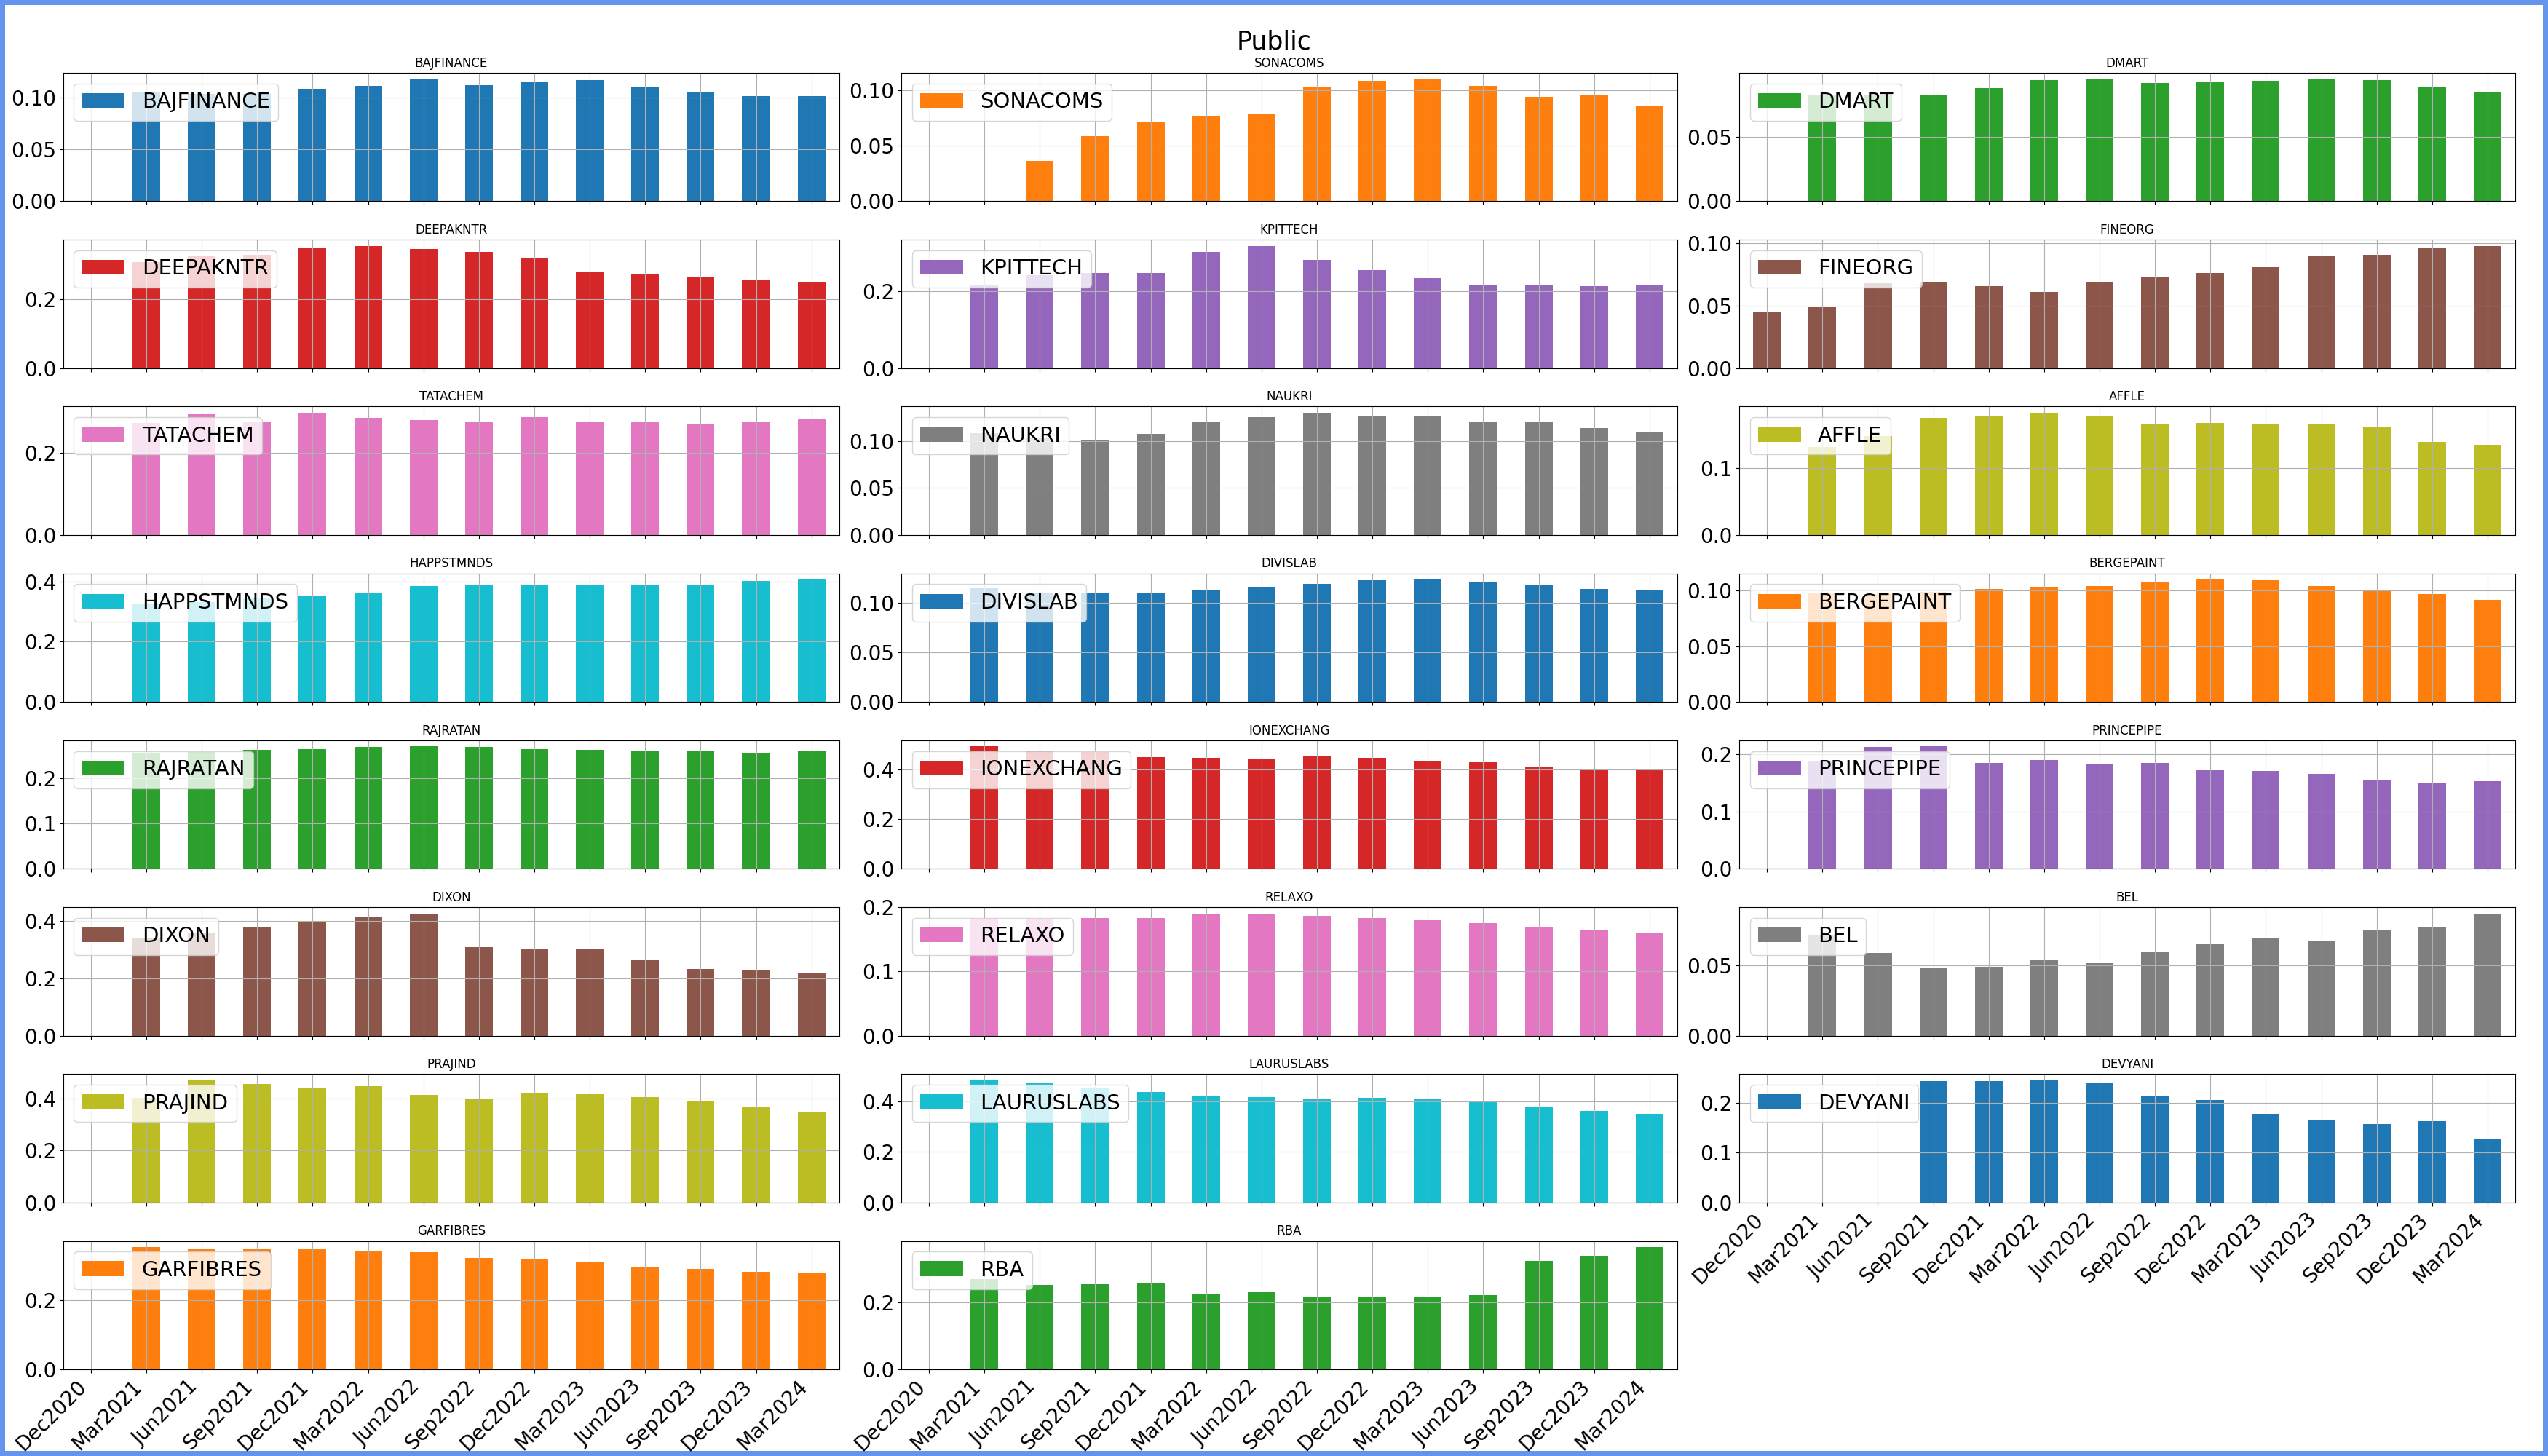 Public
BAJFINANCE
SONACOMS
DMART
0.10
0.05
0.00
BAJFINANCE
0.10
0.05
0.00
SONACOMS
0.05
0.00
DMART
DEEPAKNTR
KPITTECH
FINEORG
0.2
0.0
DEEPAKNTR
0.2
0.0
KPITTECH
0.10
0.05
0.00
FINEORG
TATACHEM
NAUKRI
AFFLE
0.2
0.0
TATACHEM
0.10
0.05
0.00
NAUKRI
0.1
0.0
AFFLE
HAPPSTMNDS
DIVISLAB
BERGEPAINT
0.4
0.2
0.0
HAPPSTMNDS
0.10
0.05
0.00
DIVISLAB
0.10
0.05
0.00
BERGEPAINT
RAJRATAN
IONEXCHANG
PRINCEPIPE
0.2
0.1
0.0
RAJRATAN
0.4
0.2
0.0
IONEXCHANG
0.2
0.1
0.0
PRINCEPIPE
DIXON
RELAXO
BEL
0.4
0.2
0.0
DIXON
0.2
0.1
0.0
RELAXO
0.05
0.00
BEL
PRAJIND
LAURUSLABS
DEVYANI
0.4
0.2
0.0
PRAJIND
0.4
0.2
0.0
LAURUSLABS
0.2
0.1
0.0
DEVYANI
Dec2020
Mar2021
Jun2021
Sep2021
Dec2021
Mar2022
Jun2022
Sep2022
Dec2022
Mar2023
Jun2023
Sep2023
Dec2023
Mar2024
GARFIBRES
RBA
0.2
0.0
GARFIBRES
0.2
0.0
RBA
Dec2020
Mar2021
Jun2021
Sep2021
Dec2021
Mar2022
Jun2022
Sep2022
Dec2022
Mar2023
Jun2023
Sep2023
Dec2023
Mar2024
Dec2020
Mar2021
Jun2021
Sep2021
Dec2021
Mar2022
Jun2022
Sep2022
Dec2022
Mar2023
Jun2023
Sep2023
Dec2023
Mar2024